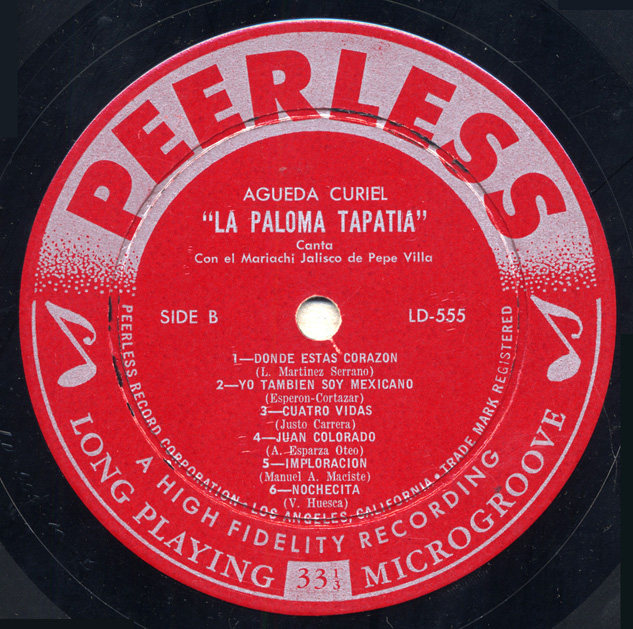 PEERLESS
AGUEDA CURIEL
"LA PALOMA TAPATIA"
Canta
Con el Mariachi Jalisco de Pepe Villa
SIDE B
LD-555
1—DONDE ESTAS CORAZON
(L. Martinez Serrano)
2—YO TAMBIEN SOY MEXICANO
(Esperon-Cortazar)
3—CUATRO VIDAS
(Justo Carrera)
4—JUAN COLORADO
(A. Esparza Oteo)
5—IMPLORACION
(Manuel A. Maciste)
6—NOCHECITA
(V. Huesca)
PEERLESS RECORD CORPORATION • LOS ANGELES, CALIFORNIA • TRADE MARK REGISTERED
A HIGH FIDELITY RECORDING
LONG PLAYING 33 1/3 MICROGROOVE